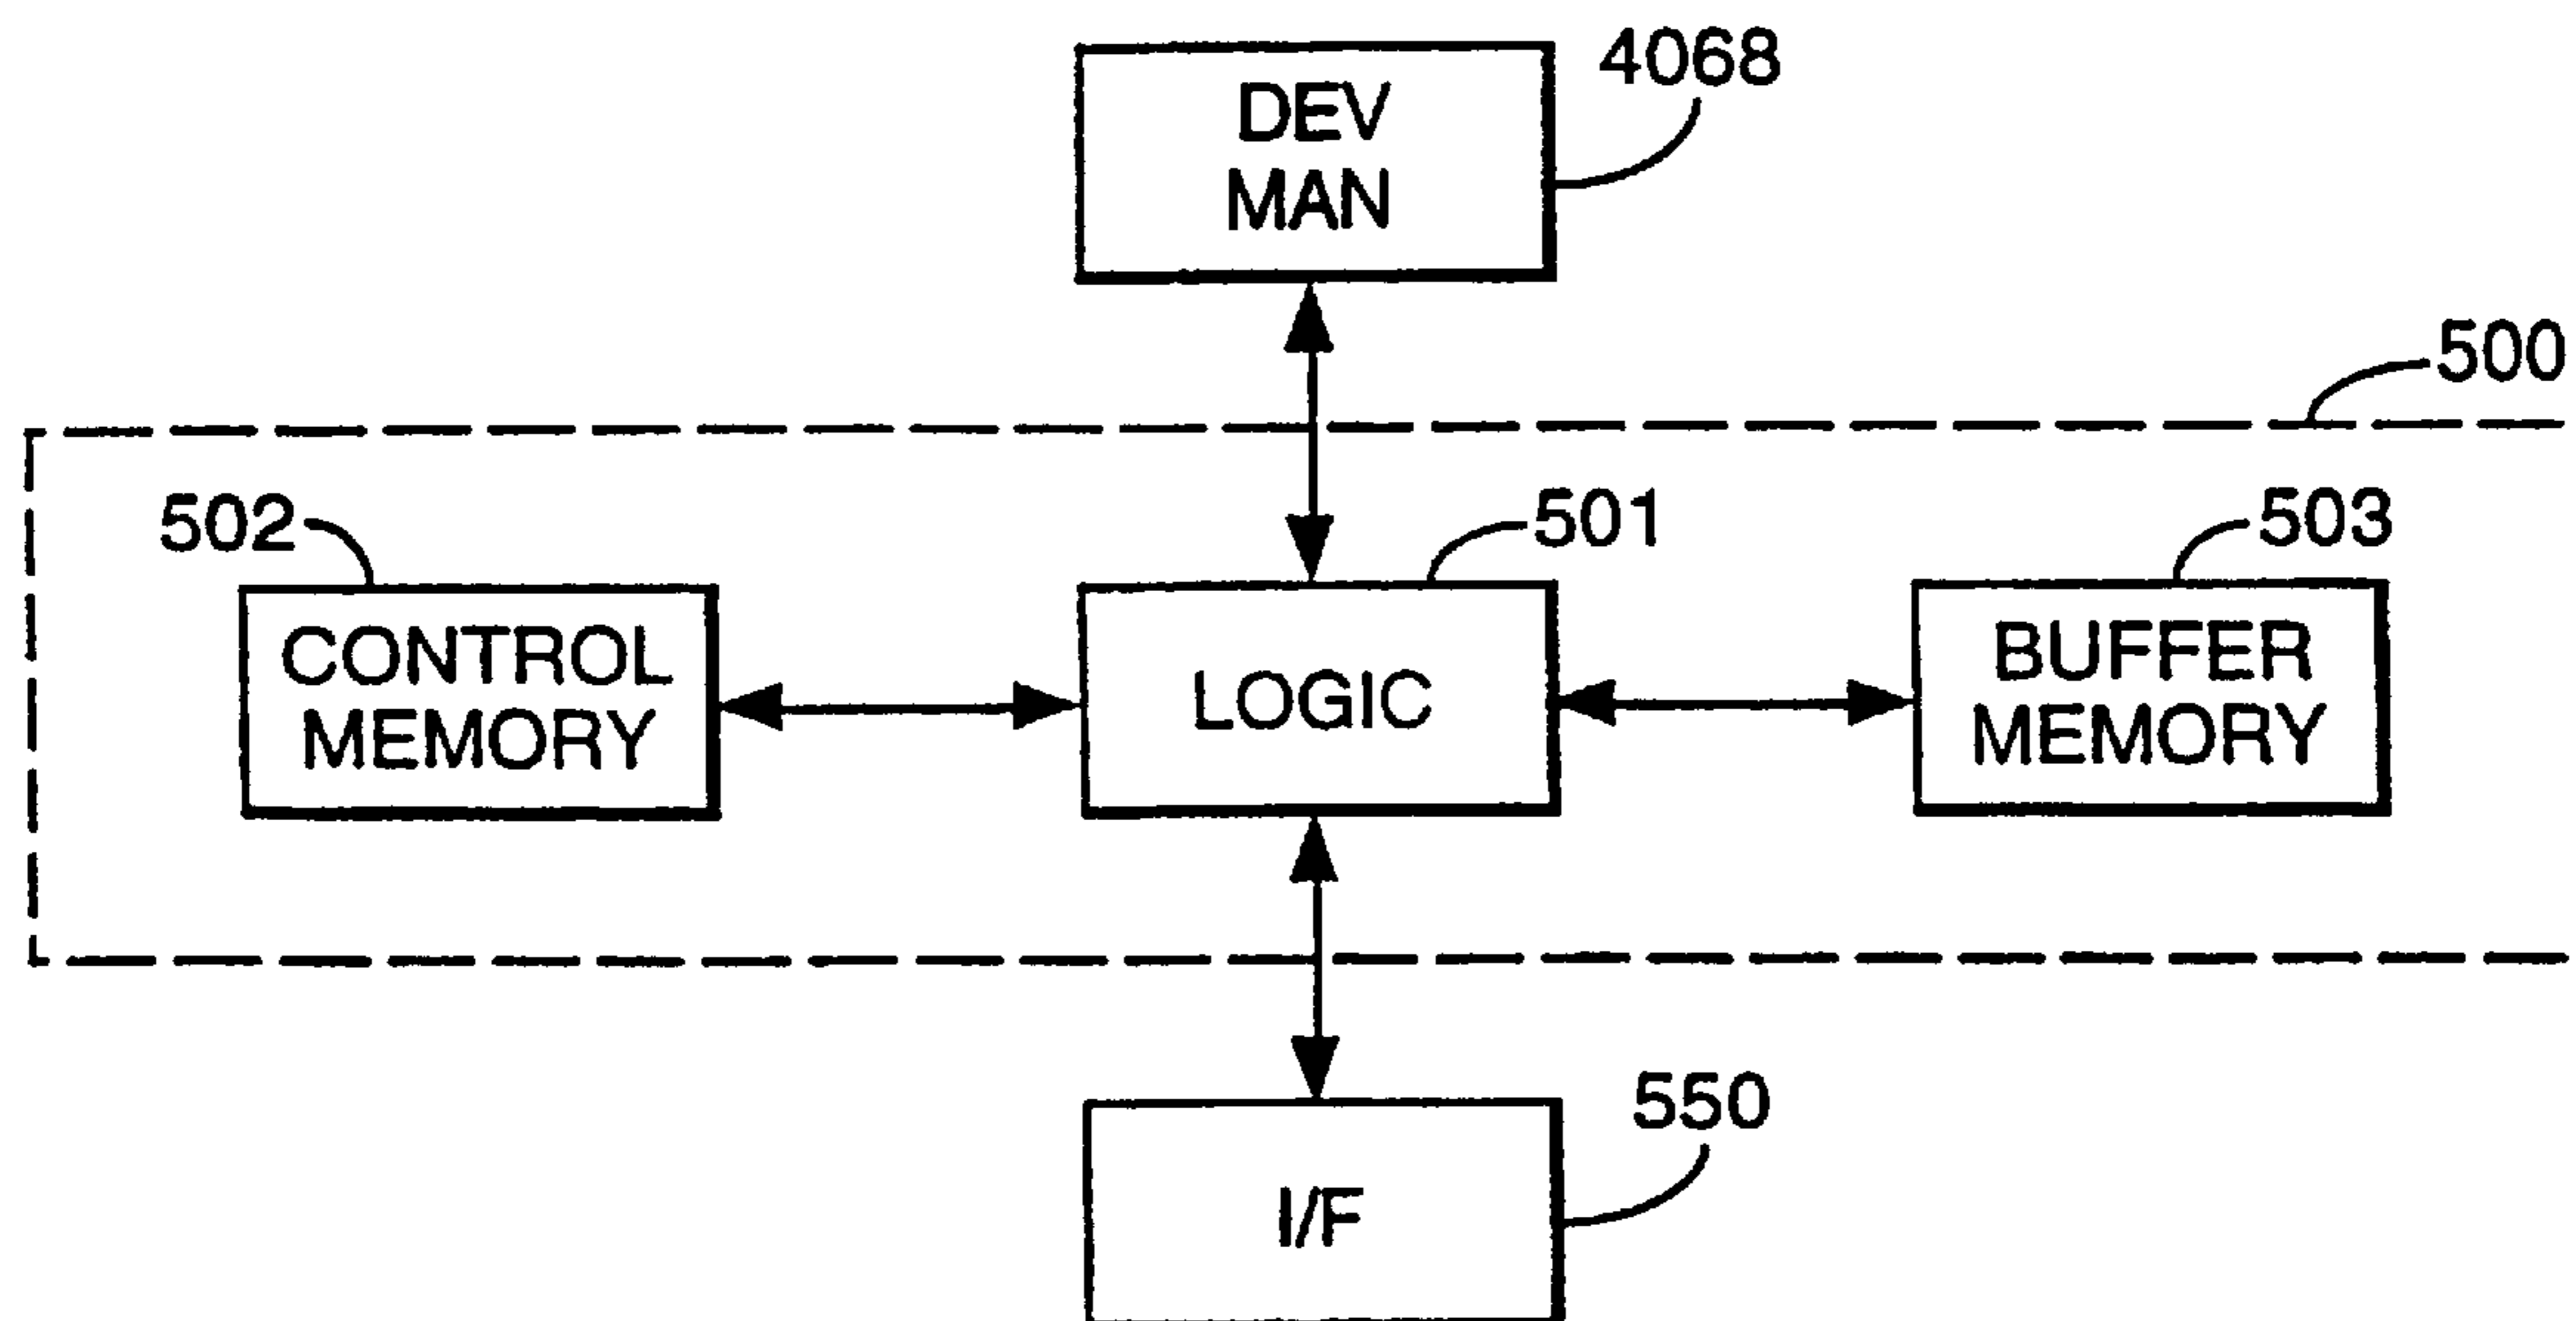 DEV
MAN
4068
500
502
501
503
CONTROL
MEMORY
LOGIC
BUFFER
MEMORY
550
I/F